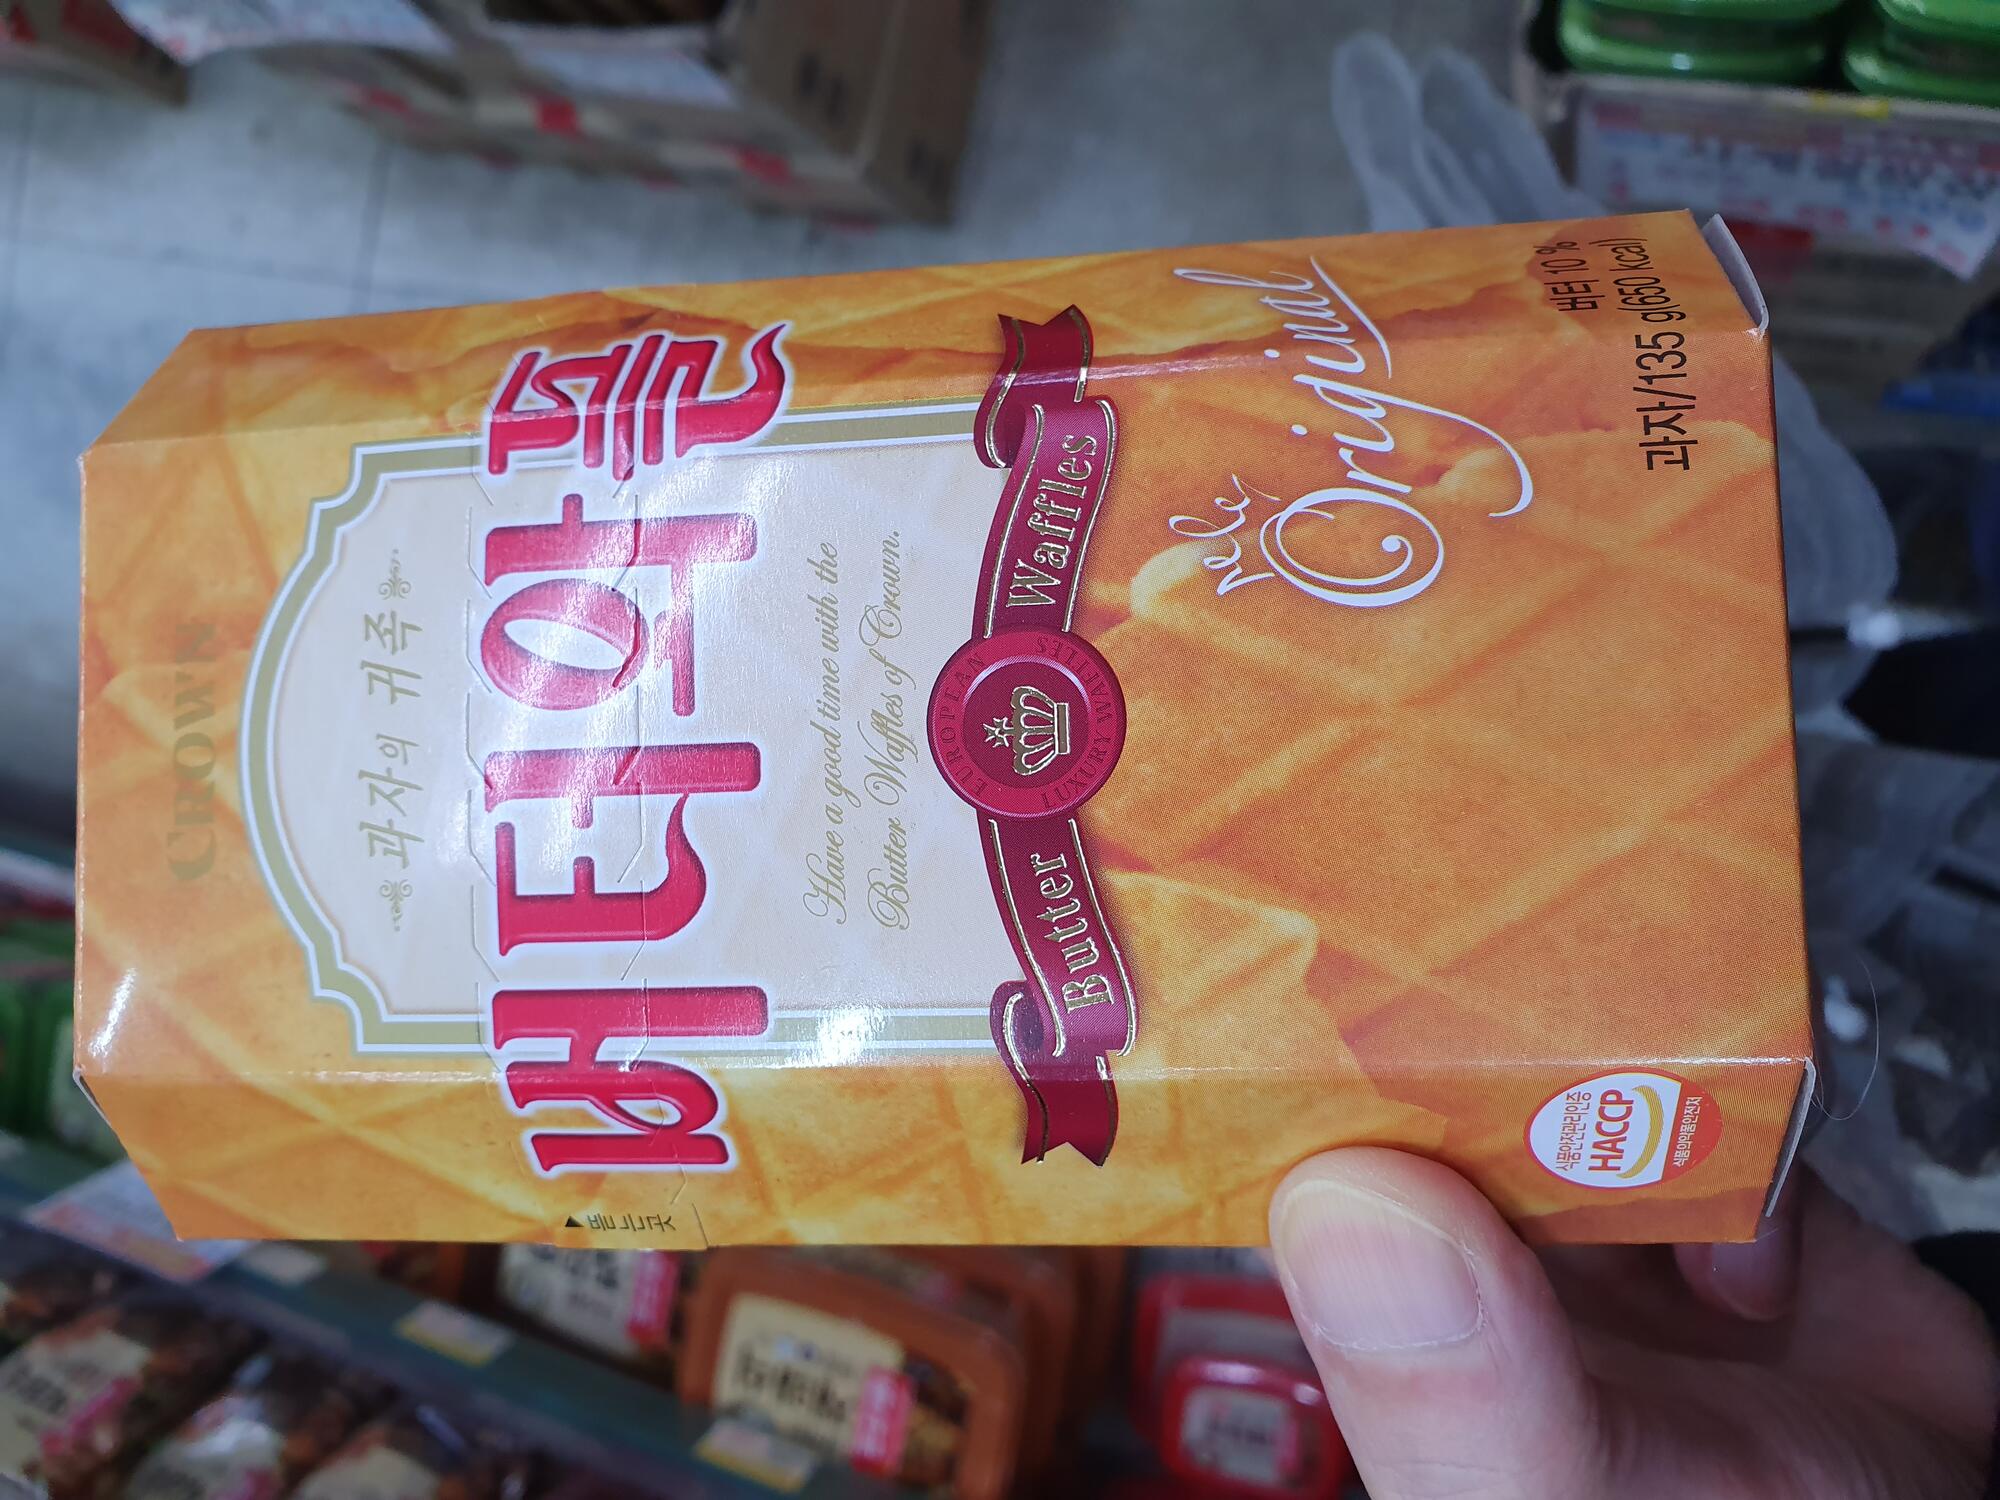 CROWN
과자의 귀족
버터와플
Have a good time with the
Butter Waffles of Crown.
Butter Waffles
EUROPEAN
LUXURY WAFFLES
Original
버터 10 %
과자/135 g(650 kcal)
▲뜯는곳
식품안전관리인증
HACCP
식품의약품안전처